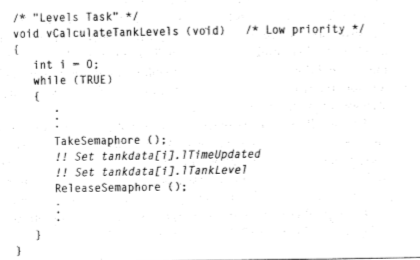 /* "Levels Task" */
void vCalculateTankLevels (void)    /* Low priority */
{
   int i = 0;
   while (TRUE)
   {
      .
      .
      .
      TakeSemaphore ();
      !! Set tankdata[i].lTimeUpdated
      !! Set tankdata[i].lTankLevel
      ReleaseSemaphore ();
      .
      .
      .
   }
}